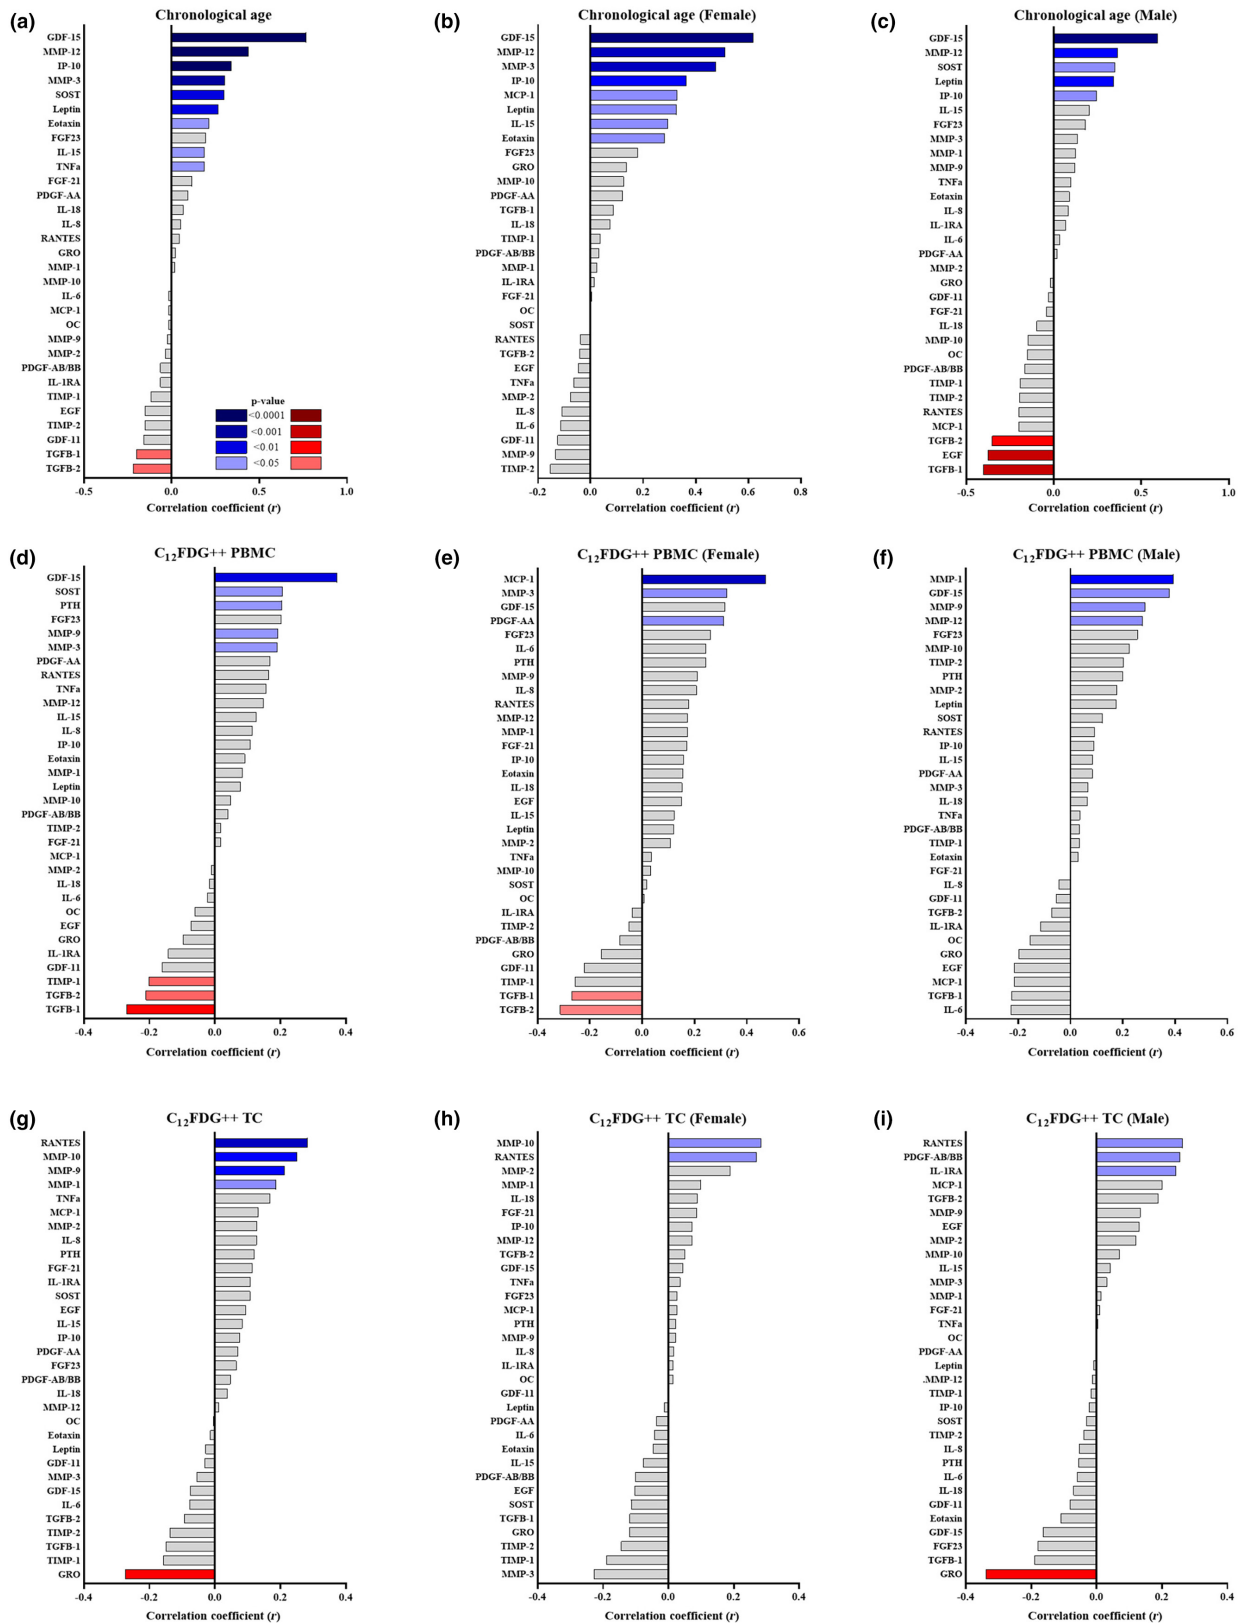 (a)
Chronological age
GDF-15
MMP-12
IP-10
MMP-3
SOST
Leptin
Eotaxin
FGF23
IL-15
TNFa
FGF-21
PDGF-AA
IL-18
IL-8
RANTES
GRO
MMP-1
MMP-10
IL-6
MCP-1
OC
MMP-9
MMP-2
PDGF-AB/BB
IL-1RA
TIMP-1
EGF
TIMP-2
GDF-11
TGFB-1
TGFB-2
p-value
<0.0001
<0.001
<0.01
<0.05
-0.5 0.0 0.5 1.0
Correlation coefficient (r)
(b)
Chronological age (Female)
GDF-15
MMP-12
MMP-3
IP-10
MCP-1
Leptin
IL-15
Eotaxin
FGF23
GRO
MMP-10
PDGF-AA
TGFB-1
IL-18
TIMP-1
PDGF-AB/BB
MMP-1
IL-1RA
FGF-21
OC
SOST
RANTES
TGFB-2
EGF
TNFa
MMP-2
IL-8
IL-6
GDF-11
MMP-9
TIMP-2
-0.2 0.0 0.2 0.4 0.6 0.8
Correlation coefficient (r)
(c)
Chronological age (Male)
GDF-15
MMP-12
SOST
Leptin
IP-10
IL-15
FGF23
MMP-3
MMP-1
MMP-9
TNFa
Eotaxin
IL-8
IL-1RA
IL-6
PDGF-AA
MMP-2
GRO
GDF-11
FGF-21
IL-18
MMP-10
OC
PDGF-AB/BB
TIMP-1
TIMP-2
RANTES
MCP-1
TGFB-2
EGF
TGFB-1
-0.5 0.0 0.5 1.0
Correlation coefficient (r)
(d)
C12FDG++ PBMC
GDF-15
SOST
PTH
FGF23
MMP-9
MMP-3
PDGF-AA
RANTES
TNFa
MMP-12
IL-15
IL-8
IP-10
Eotaxin
MMP-1
Leptin
MMP-10
PDGF-AB/BB
TIMP-2
FGF-21
MCP-1
MMP-2
IL-18
IL-6
OC
EGF
GRO
IL-1RA
GDF-11
TIMP-1
TGFB-2
TGFB-1
-0.4 -0.2 0.0 0.2 0.4
Correlation coefficient (r)
(e)
C12FDG++ PBMC (Female)
MCP-1
MMP-3
GDF-15
PDGF-AA
FGF23
IL-6
PTH
MMP-9
IL-8
RANTES
MMP-12
MMP-1
FGF-21
IP-10
Eotaxin
IL-18
EGF
IL-15
Leptin
MMP-2
TNFa
MMP-10
SOST
OC
IL-1RA
TIMP-2
PDGF-AB/BB
GRO
GDF-11
TIMP-1
TGFB-1
TGFB-2
-0.4 -0.2 0.0 0.2 0.4 0.6
Correlation coefficient (r)
(f)
C12FDG++ PBMC (Male)
MMP-1
GDF-15
MMP-9
MMP-12
FGF23
MMP-10
TIMP-2
PTH
MMP-2
Leptin
SOST
RANTES
IP-10
IL-15
PDGF-AA
MMP-3
IL-18
TNFa
PDGF-AB/BB
TIMP-1
Eotaxin
FGF-21
IL-8
GDF-11
TGFB-2
IL-1RA
OC
GRO
EGF
MCP-1
TGFB-1
IL-6
-0.4 -0.2 0.0 0.2 0.4 0.6
Correlation coefficient (r)
(g)
C12FDG++ TC
RANTES
MMP-10
MMP-9
MMP-1
TNFa
MCP-1
MMP-2
IL-8
PTH
FGF-21
IL-1RA
SOST
EGF
IL-15
IP-10
PDGF-AA
FGF23
PDGF-AB/BB
IL-18
MMP-12
OC
Eotaxin
Leptin
GDF-11
MMP-3
GDF-15
IL-6
TGFB-2
TIMP-2
TGFB-1
TIMP-1
GRO
-0.4 -0.2 0.0 0.2 0.4
Correlation coefficient (r)
(h)
C12FDG++ TC (Female)
MMP-10
RANTES
MMP-2
MMP-1
IL-18
FGF-21
IP-10
MMP-12
TGFB-2
GDF-15
TNFa
FGF23
MCP-1
PTH
MMP-9
IL-8
IL-1RA
OC
GDF-11
Leptin
PDGF-AA
IL-6
Eotaxin
IL-15
PDGF-AB/BB
EGF
SOST
TGFB-1
GRO
TIMP-2
TIMP-1
MMP-3
-0.4 -0.2 0.0 0.2 0.4
Correlation coefficient (r)
(i)
C12FDG++ TC (Male)
RANTES
PDGF-AB/BB
IL-1RA
MCP-1
TGFB-2
MMP-9
EGF
MMP-2
MMP-10
IL-15
MMP-3
MMP-1
FGF-21
TNFa
OC
PDGF-AA
Leptin
.MMP-12
TIMP-1
IP-10
SOST
TIMP-2
IL-8
PTH
IL-6
IL-18
GDF-11
Eotaxin
GDF-15
FGF23
TGFB-1
GRO
-0.4 -0.2 0.0 0.2 0.4
Correlation coefficient (r)